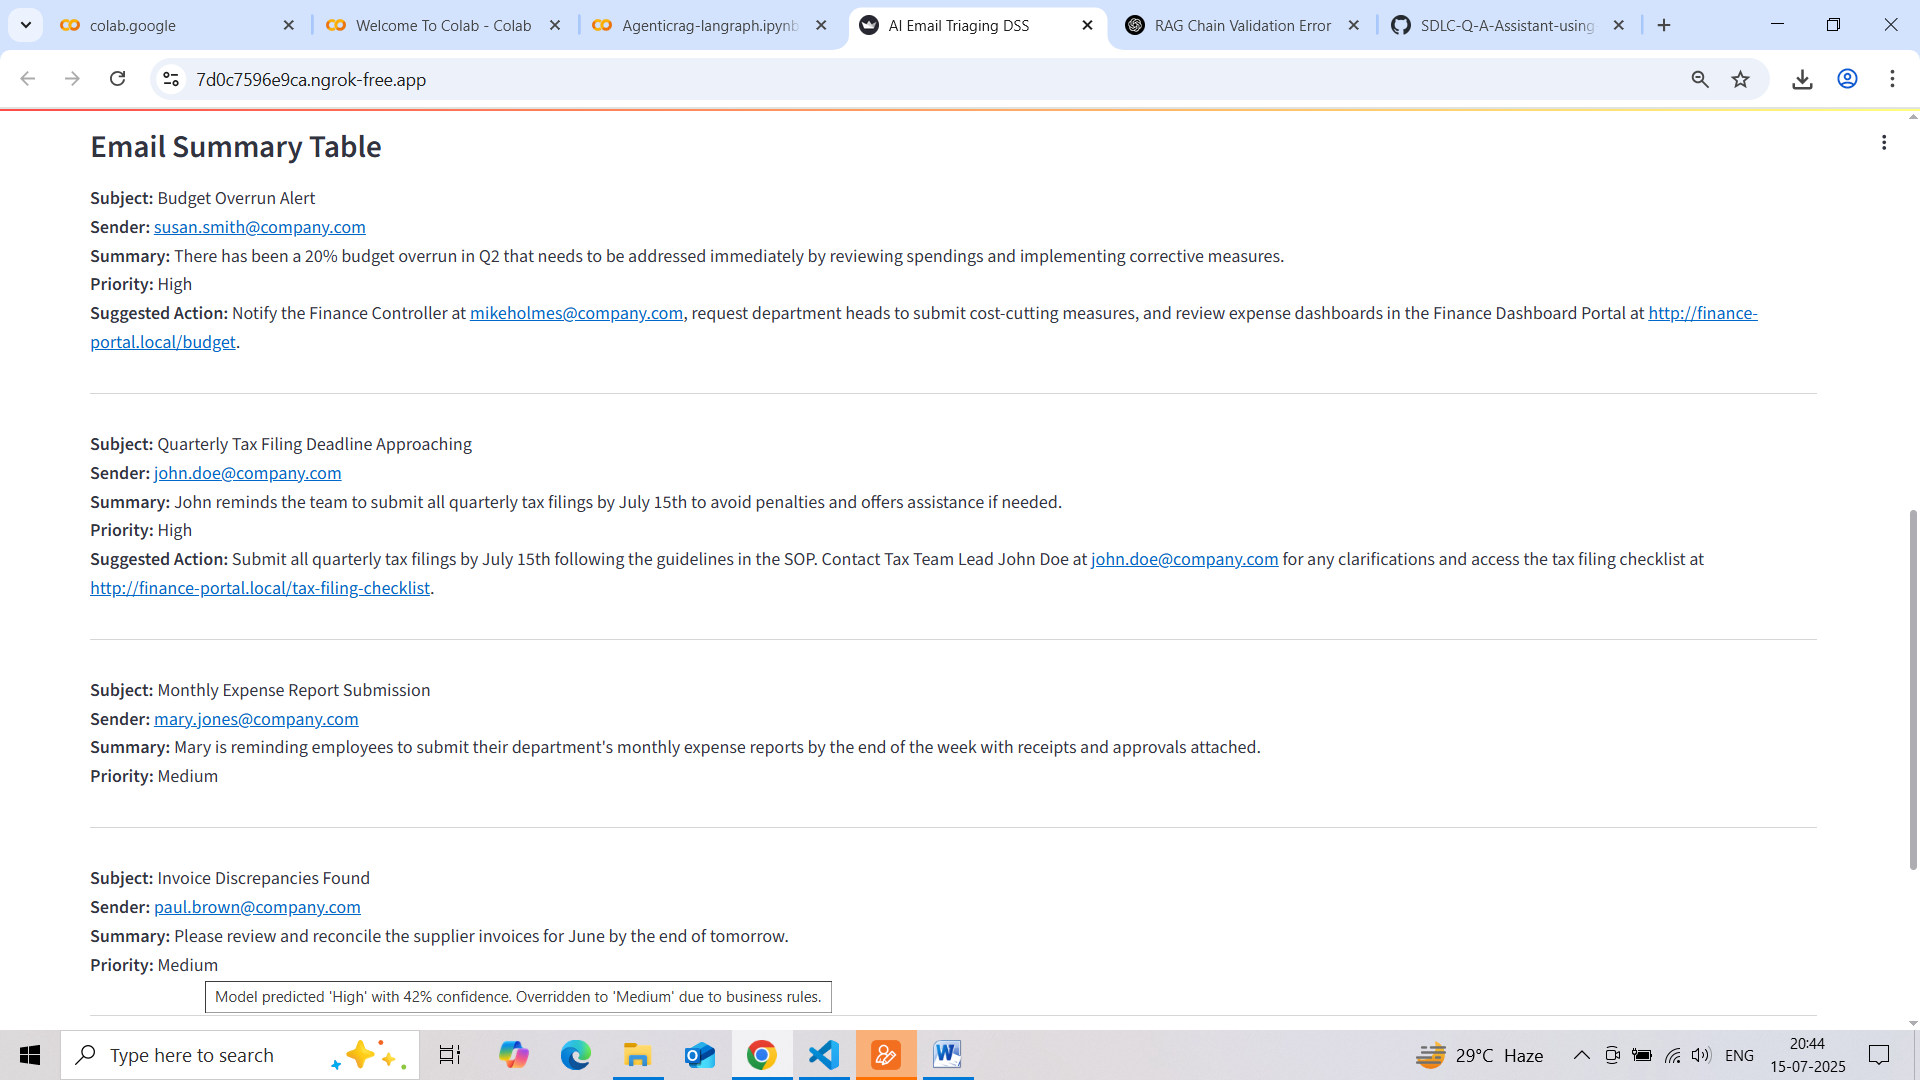 colab.google
Welcome To Colab - Colab
Agenticrag-langraph.ipynb
AI Email Triaging DSS
RAG Chain Validation Error
SDLC-Q-A-Assistant-using
7d0c7596e9ca.ngrok-free.app
Email Summary Table
Subject: Budget Overrun Alert
Sender: susan.smith@company.com
Summary: There has been a 20% budget overrun in Q2 that needs to be addressed immediately by reviewing spendings and implementing corrective measures.
Priority: High
Suggested Action: Notify the Finance Controller at mikeholmes@company.com, request department heads to submit cost-cutting measures, and review expense dashboards in the Finance Dashboard Portal at http://finance-
portal.local/budget.
Subject: Quarterly Tax Filing Deadline Approaching
Sender: john.doe@company.com
Summary: John reminds the team to submit all quarterly tax filings by July 15th to avoid penalties and offers assistance if needed.
Priority: High
Suggested Action: Submit all quarterly tax filings by July 15th following the guidelines in the SOP. Contact Tax Team Lead John Doe at john.doe@company.com for any clarifications and access the tax filing checklist at
http://finance-portal.local/tax-filing-checklist.
Subject: Monthly Expense Report Submission
Sender: mary.jones@company.com
Summary: Mary is reminding employees to submit their department's monthly expense reports by the end of the week with receipts and approvals attached.
Priority: Medium
Subject: Invoice Discrepancies Found
Sender: paul.brown@company.com
Summary: Please review and reconcile the supplier invoices for June by the end of tomorrow.
Priority: Medium
Model predicted 'High' with 42% confidence. Overridden to 'Medium' due to business rules.
Type here to search
29°C Haze
ENG
20:44
15-07-2025